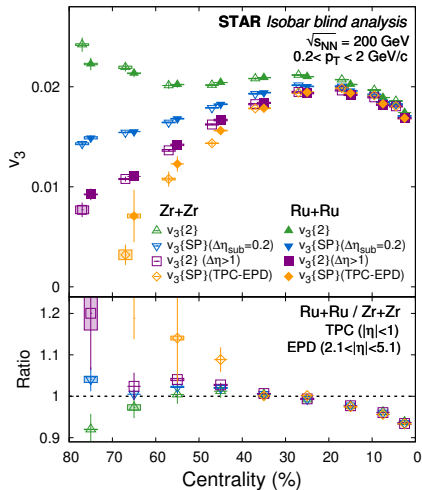 STAR Isobar blind analysis
√sNN = 200 GeV
0.2< pT < 2 GeV/c
0.02
0.01
0
v3
Zr+Zr Ru+Ru
v3{2} v3{2}
v3{SP}(Δηsub=0.2) v3{SP}(Δηsub=0.2)
v3{2} (Δη>1) v3{2}(Δη>1)
v3{SP}(TPC-EPD) v3{SP}(TPC-EPD)
Ru+Ru / Zr+Zr
TPC (|η|<1)
EPD (2.1<|η|<5.1)
1.2
1.1
1
0.9
Ratio
80 70 60 50 40 30 20 10 0
Centrality (%)